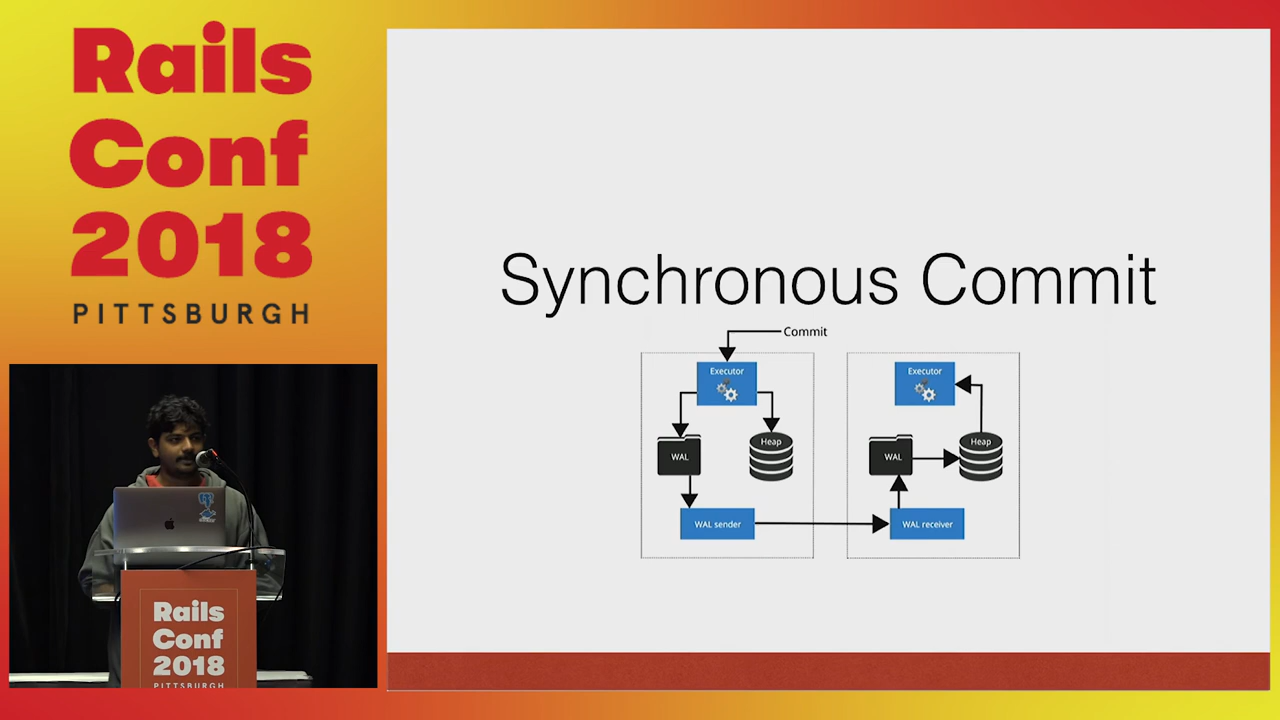 Rails
Conf
2018
PITTSBURGH
Synchronous Commit
Commit
Executor
Executor
WAL
Heap
WAL
Heap
WAL sender
WAL receiver
Rails
Conf
2018
PITTSBURGH